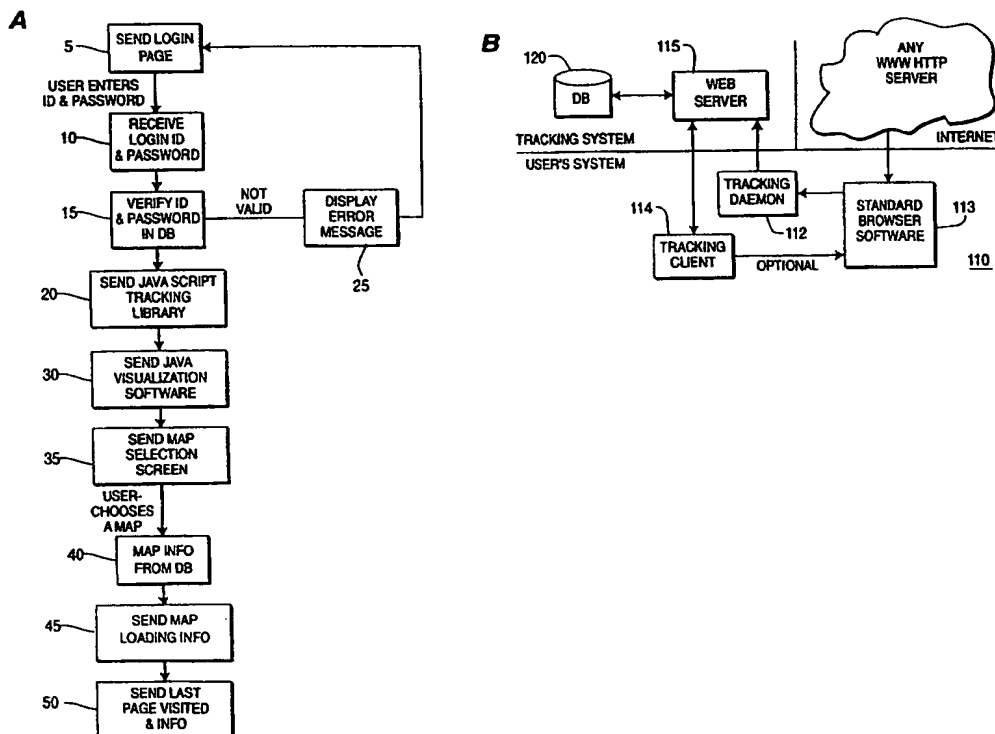 A
5
SEND LOGIN
PAGE
USER ENTERS
ID & PASSWORD
10
RECEIVE
LOGIN ID
& PASSWORD
15
VERIFY ID
& PASSWORD
IN DB
NOT
VALID
DISPLAY
ERROR
MESSAGE
25
20
SEND JAVA SCRIPT
TRACKING
LIBRARY
30
SEND JAVA
VISUALIZATION
SOFTWARE
35
SEND MAP
SELECTION
SCREEN
USER-
CHOOSES
A MAP
40
MAP INFO
FROM DB
45
SEND MAP
LOADING INFO
50
SEND LAST
PAGE VISITED
& INFO
B
120
DB
115
WEB
SERVER
ANY
WWW HTTP
SERVER
TRACKING SYSTEM
INTERNET
USER'S SYSTEM
TRACKING
DAEMON
112
114
TRACKING
CLIENT
OPTIONAL
STANDARD
BROWSER
SOFTWARE
113
110